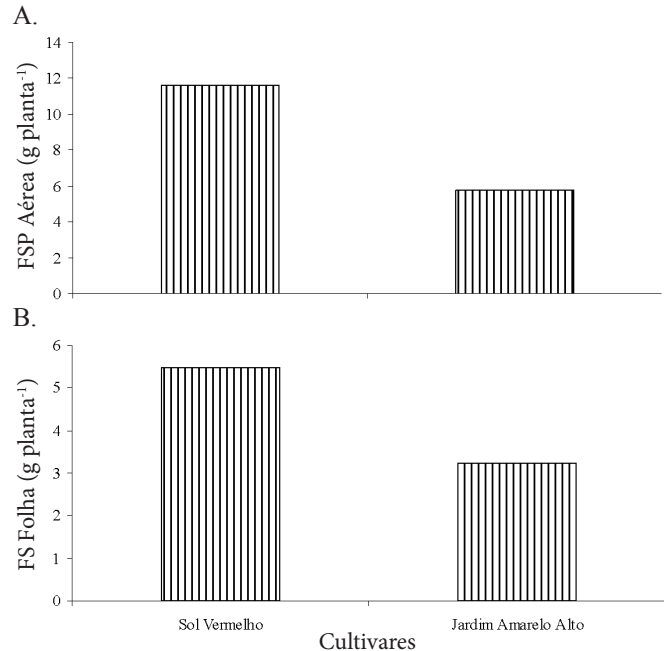 A.
FSP Aérea (g planta-1)
14
12
10
8
6
4
2
0
B.
FS Folha (g planta-1)
6
5
4
3
2
1
0
Sol Vermelho
Jardim Amarelo Alto
Cultivares